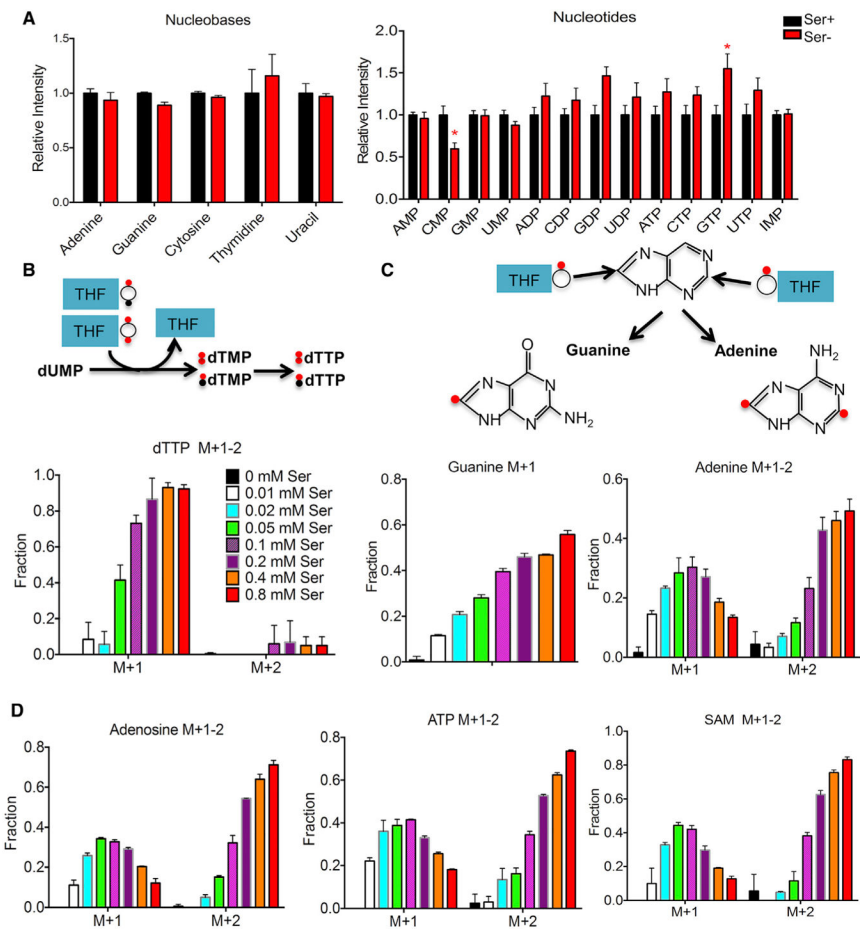 A
Nucleobases
Relative Intensity
1.5
1.0
0.5
1.0
Adenine
Guanine
Cytosine
Thymidine
Uracil
Nucleotides
Ser+
Ser-
Relative Intensity
2.0
1.5
1.0
0.5
1.0
*
*
AMP
CMP
GMP
UMP
ADP
CDP
GDP
UDP
ATP
CTP
GTP
UTP
IMP
B
THF
THF
THF
dUMP
dTMP
dTMP
dTTP
dTTP
dTTP M+1-2
Fraction
1.0
0.8
0.6
0.4
0.2
0.0
M+1
M+2
0 mM Ser
0.01 mM Ser
0.02 mM Ser
0.05 mM Ser
0.1 mM Ser
0.2 mM Ser
0.4 mM Ser
0.8 mM Ser
C
THF
THF
N
NH
N
N
Guanine
Adenine
O
N
NH
N
N
NH₂
NH₂
N
NH
N
N
Guanine M+1
Fraction
0.8
0.6
0.4
0.2
0.0
M+1
Adenine M+1-2
Fraction
0.6
0.4
0.2
0.0
M+1
M+2
D
Adenosine M+1-2
Fraction
0.8
0.6
0.4
0.2
0.0
M+1
M+2
ATP M+1-2
Fraction
0.8
0.6
0.4
0.2
0.0
M+1
M+2
SAM M+1-2
Fraction
1.0
0.8
0.6
0.4
0.2
0.0
M+1
M+2